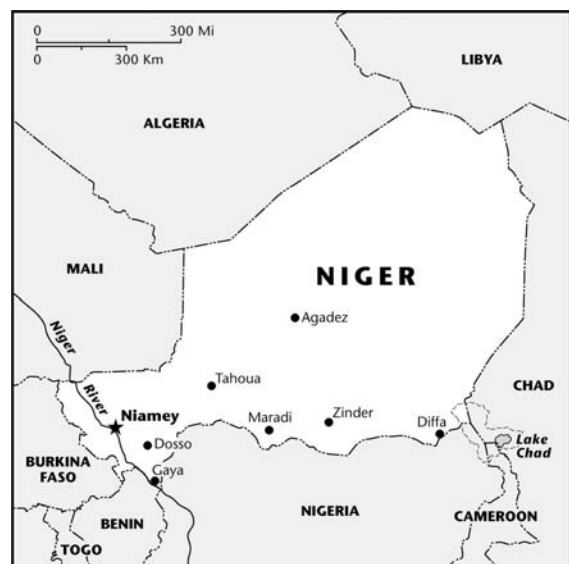 0 300 Mi
0 300 Km
LIBYA
ALGERIA
MALI
NIGER
Agadez
Niger
River
Tahoua
CHAD
Niamey
Maradi
Zinder
Diffa
Lake
Chad
Dosso
Gaya
BURKINA
FASO
NIGERIA
BENIN
CAMEROON
TOGO